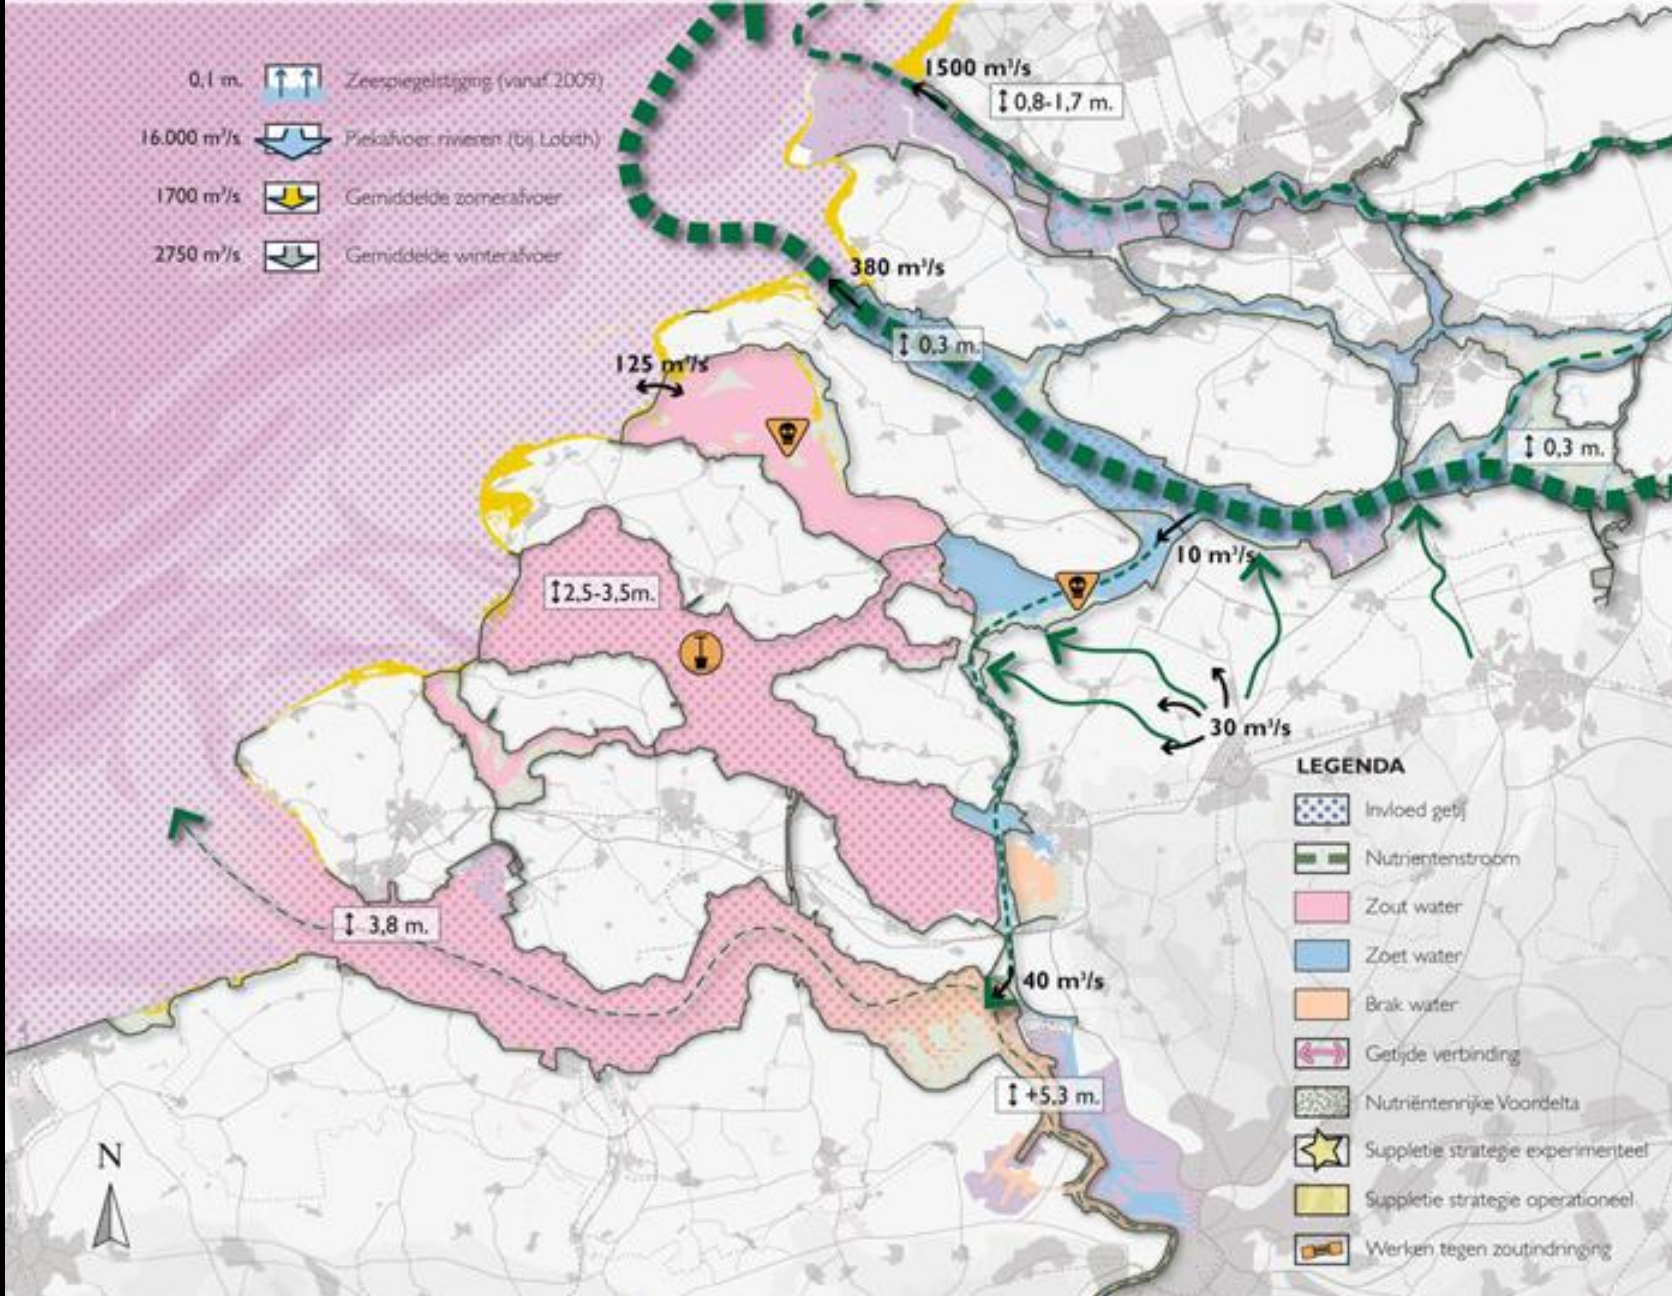 0,1 m. Zeespiegelstijging (vanaf 2009)
16.000 m³/s Piekafvoer rivieren (bij Lobith)
1700 m³/s Gemiddelde zomerafvoer
2750 m³/s Gemiddelde winterafvoer
1500 m³/s
0,8-1,7 m.
380 m³/s
0,3 m.
125 m³/s
0,3 m.
10 m³/s
2,5-3,5m.
30 m³/s
3,8 m.
40 m³/s
+5,3 m.
N
LEGENDA
Invloed getij
Nutrientenstroom
Zout water
Zoet water
Brak water
Getijde verbinding
Nutriëntenrijke Voordelta
Suppletie strategie experimenteel
Suppletie strategie operationeel
Werken tegen zoutindringing